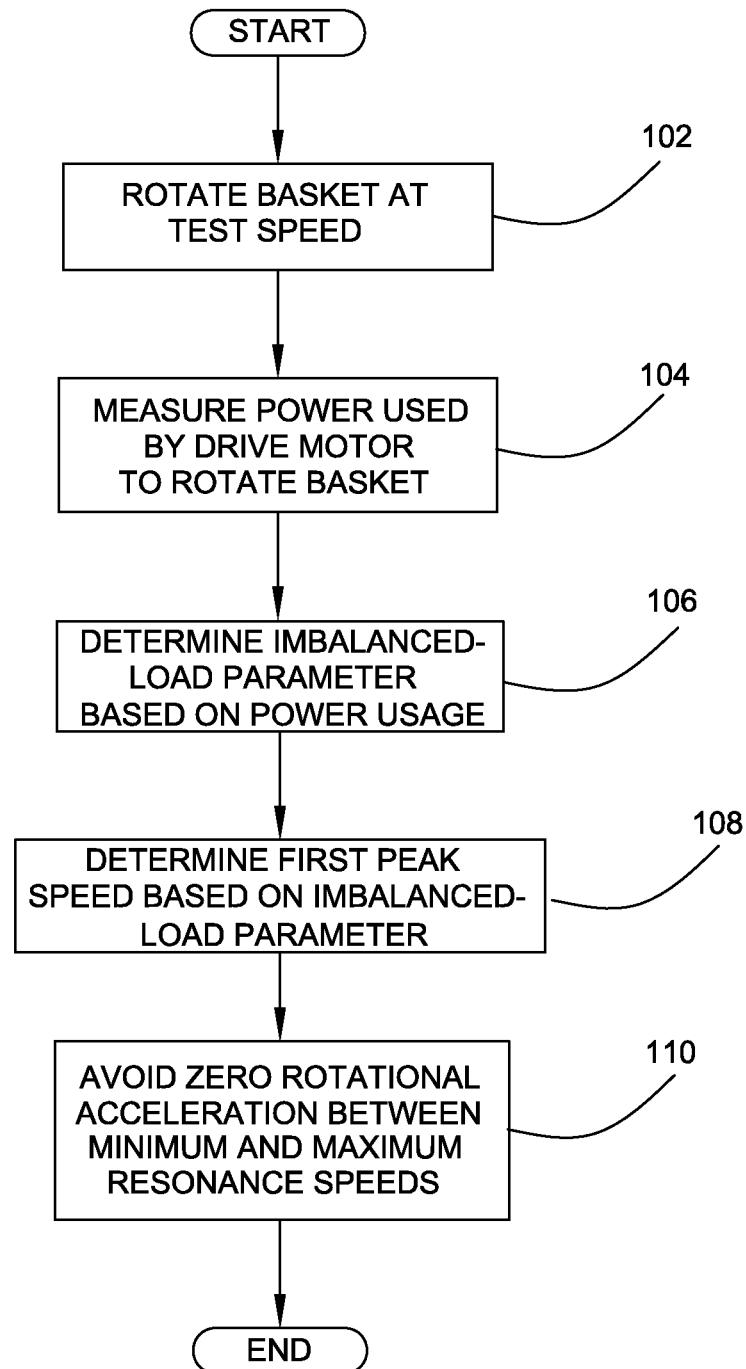 START
102
ROTATE BASKET AT
TEST SPEED
104
MEASURE POWER USED
BY DRIVE MOTOR
TO ROTATE BASKET
106
DETERMINE IMBALANCED-
LOAD PARAMETER
BASED ON POWER USAGE
108
DETERMINE FIRST PEAK
SPEED BASED ON IMBALANCED-
LOAD PARAMETER
110
AVOID ZERO ROTATIONAL
ACCELERATION BETWEEN
MINIMUM AND MAXIMUM
RESONANCE SPEEDS
END